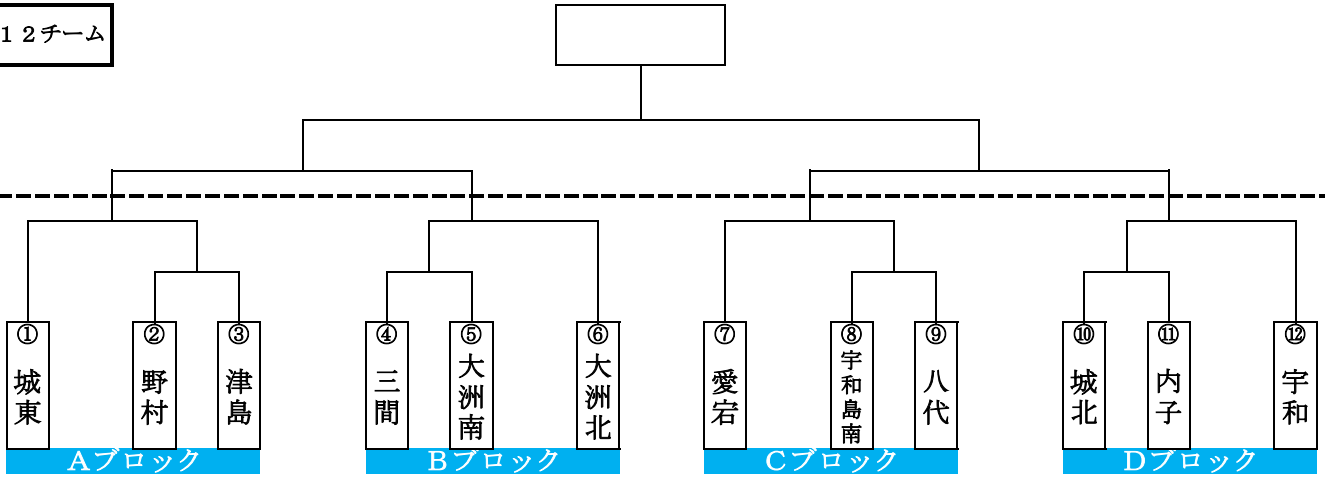 １２チーム
①
城東
②
野村
③
津島
④
三間
⑤
大洲南
⑥
大洲北
⑦
愛宕
⑧
宇和島南
⑨
八代
⑩
城北
⑪
内子
⑫
宇和
Ａブロック
Ｂブロック
Ｃブロック
Ｄブロック